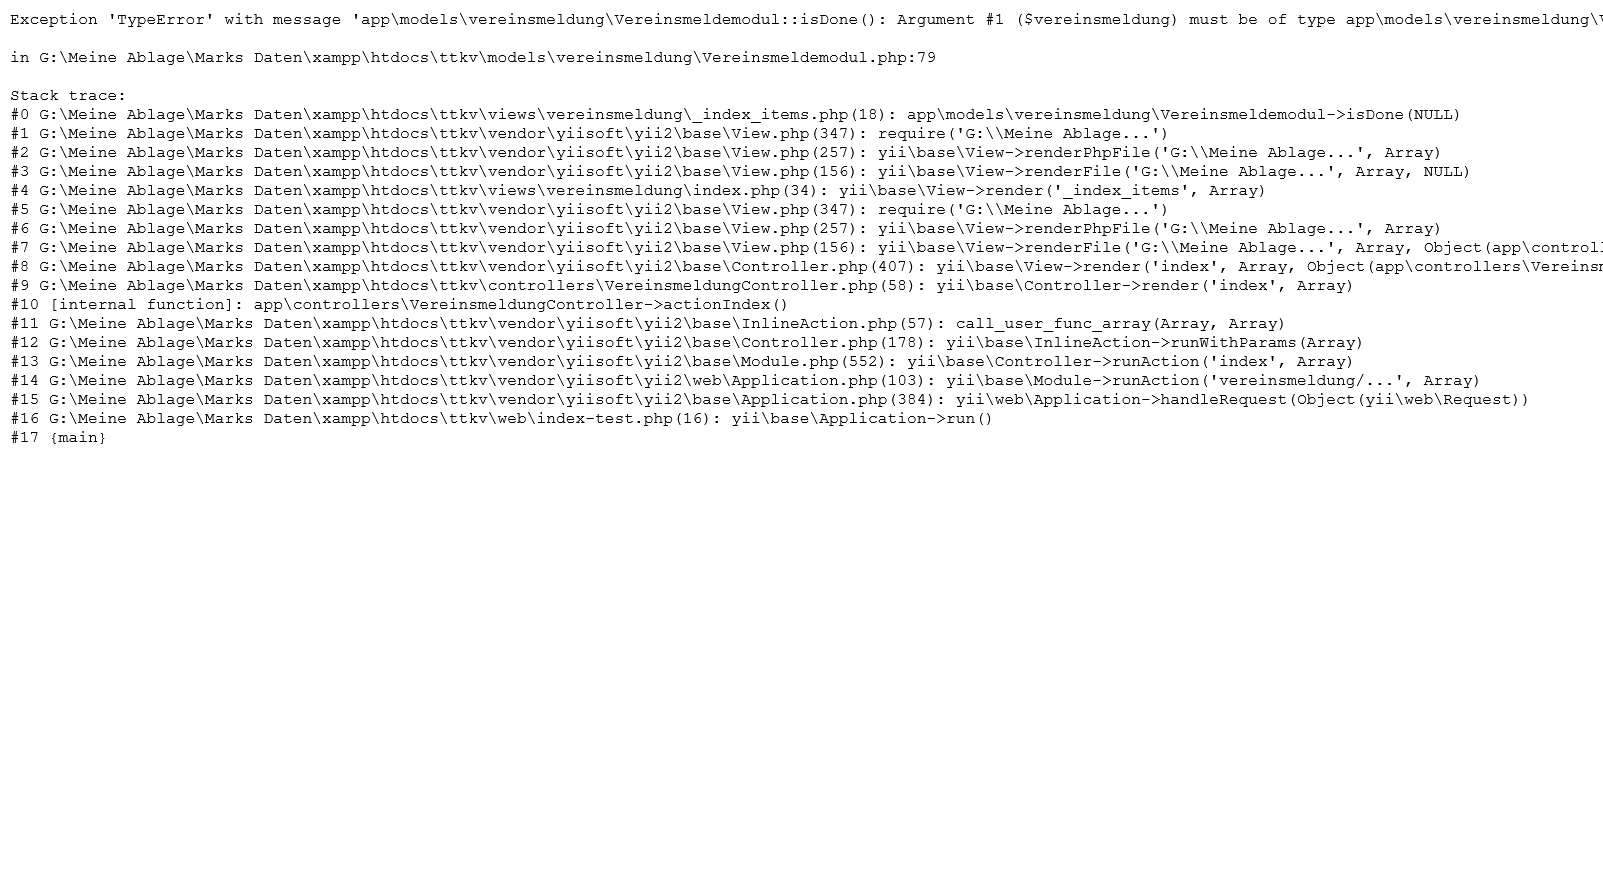 Exception 'TypeError' with message 'app\models\vereinsmeldung\Vereinsmeldemodul::isDone(): Argument #1 ($vereinsmeldung) must be of type app\models\vereinsmeldung\V

in G:\Meine Ablage\Marks Daten\xampp\htdocs\ttkv\models\vereinsmeldung\Vereinsmeldemodul.php:79

Stack trace:
#0 G:\Meine Ablage\Marks Daten\xampp\htdocs\ttkv\views\vereinsmeldung\_index_items.php(18): app\models\vereinsmeldung\Vereinsmeldemodul->isDone(NULL)
#1 G:\Meine Ablage\Marks Daten\xampp\htdocs\ttkv\vendor\yiisoft\yii2\base\View.php(347): require('G:\\Meine Ablage...')
#2 G:\Meine Ablage\Marks Daten\xampp\htdocs\ttkv\vendor\yiisoft\yii2\base\View.php(257): yii\base\View->renderPhpFile('G:\\Meine Ablage...', Array)
#3 G:\Meine Ablage\Marks Daten\xampp\htdocs\ttkv\vendor\yiisoft\yii2\base\View.php(156): yii\base\View->renderFile('G:\\Meine Ablage...', Array, NULL)
#4 G:\Meine Ablage\Marks Daten\xampp\htdocs\ttkv\views\vereinsmeldung\index.php(34): yii\base\View->render('_index_items', Array)
#5 G:\Meine Ablage\Marks Daten\xampp\htdocs\ttkv\vendor\yiisoft\yii2\base\View.php(347): require('G:\\Meine Ablage...')
#6 G:\Meine Ablage\Marks Daten\xampp\htdocs\ttkv\vendor\yiisoft\yii2\base\View.php(257): yii\base\View->renderPhpFile('G:\\Meine Ablage...', Array)
#7 G:\Meine Ablage\Marks Daten\xampp\htdocs\ttkv\vendor\yiisoft\yii2\base\View.php(156): yii\base\View->renderFile('G:\\Meine Ablage...', Array, Object(app\controll
#8 G:\Meine Ablage\Marks Daten\xampp\htdocs\ttkv\vendor\yiisoft\yii2\base\Controller.php(407): yii\base\View->render('index', Array, Object(app\controllers\Vereinsm
#9 G:\Meine Ablage\Marks Daten\xampp\htdocs\ttkv\controllers\VereinsmeldungController.php(58): yii\base\Controller->render('index', Array)
#10 [internal function]: app\controllers\VereinsmeldungController->actionIndex()
#11 G:\Meine Ablage\Marks Daten\xampp\htdocs\ttkv\vendor\yiisoft\yii2\base\InlineAction.php(57): call_user_func_array(Array, Array)
#12 G:\Meine Ablage\Marks Daten\xampp\htdocs\ttkv\vendor\yiisoft\yii2\base\Controller.php(178): yii\base\InlineAction->runWithParams(Array)
#13 G:\Meine Ablage\Marks Daten\xampp\htdocs\ttkv\vendor\yiisoft\yii2\base\Module.php(552): yii\base\Controller->runAction('index', Array)
#14 G:\Meine Ablage\Marks Daten\xampp\htdocs\ttkv\vendor\yiisoft\yii2\web\Application.php(103): yii\base\Module->runAction('vereinsmeldung/...', Array)
#15 G:\Meine Ablage\Marks Daten\xampp\htdocs\ttkv\vendor\yiisoft\yii2\base\Application.php(384): yii\web\Application->handleRequest(Object(yii\web\Request))
#16 G:\Meine Ablage\Marks Daten\xampp\htdocs\ttkv\web\index-test.php(16): yii\base\Application->run()
#17 {main}